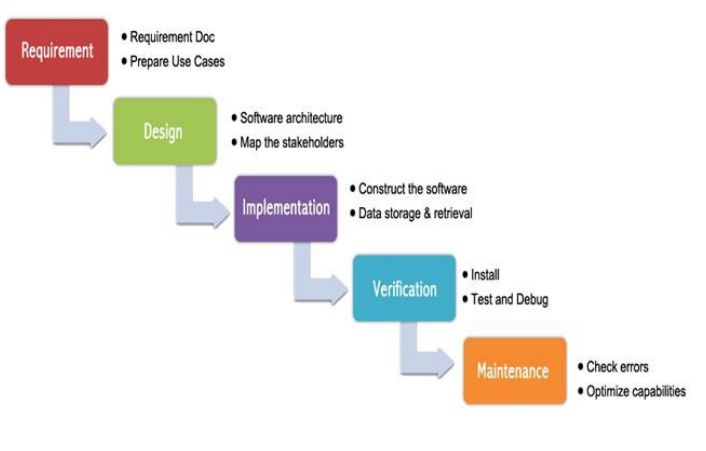 Requirement
• Requirement Doc
• Prepare Use Cases
Design
• Software architecture
• Map the stakeholders
Implementation
• Construct the software
• Data storage & retrieval
Verification
• Install
• Test and Debug
Maintenance
• Check errors
• Optimize capabilities